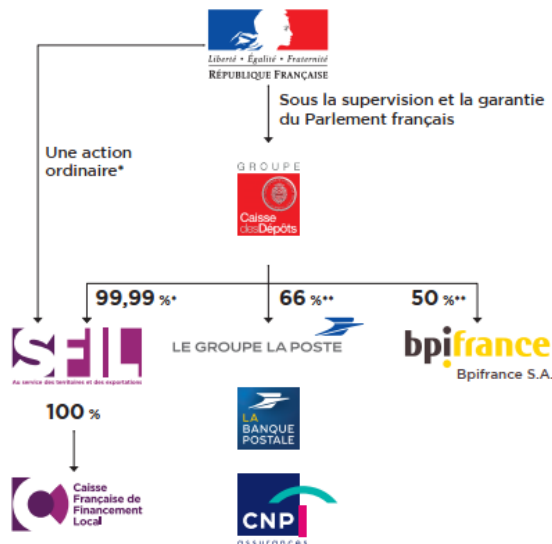 Liberté • Égalité • Fraternité
RÉPUBLIQUE FRANÇAISE
Sous la supervision et la garantie
du Parlement français
Une action
ordinaire*
GROUPE
Caisse
desDépôts
99,99 %*
66 %**
50 %**
SFIL
Au service des territoires et des exportations
LE GROUPE LA POSTE
bpifrance
Bpifrance S.A.
100 %
LA
BANQUE
POSTALE
Caisse
Française de
Financement
Local
CNP
assurances